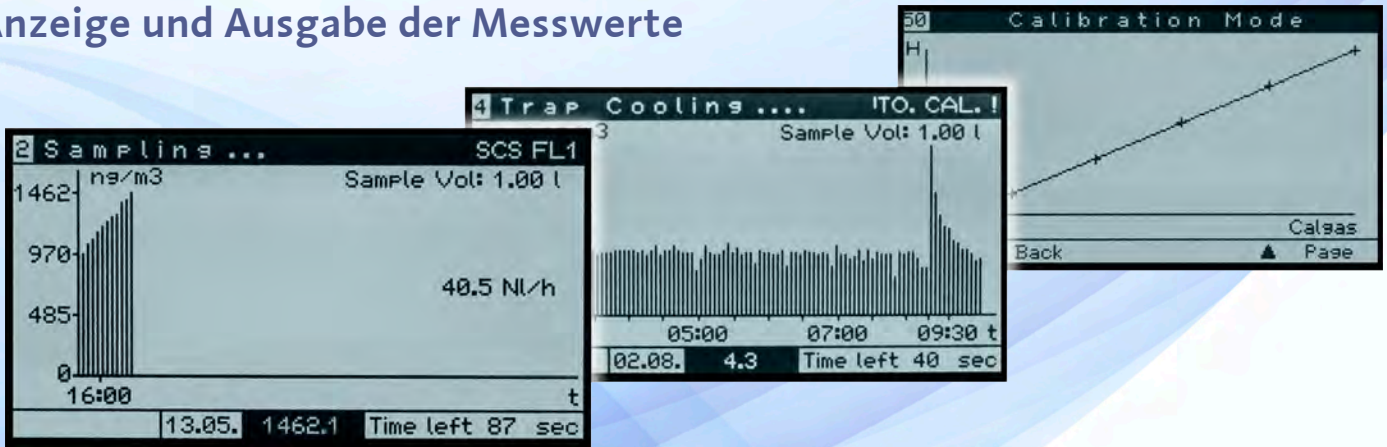 nzeige und Ausgabe der Messwerte
2 Sampling ... SCS FL1
ng/m3 Sample Vol: 1.00 l
1462
970
40.5 Nl/h
485
0
16:00 t
13.05. 1462.1 Time left 87 sec
4 Trap Cooling .... TO. CAL. !
3 Sample Vol: 1.00 l
05:00 07:00 09:30 t
02.08. 4.3 Time left 40 sec
50 Calibration Mode
H
Calgas
Back ▲ Page